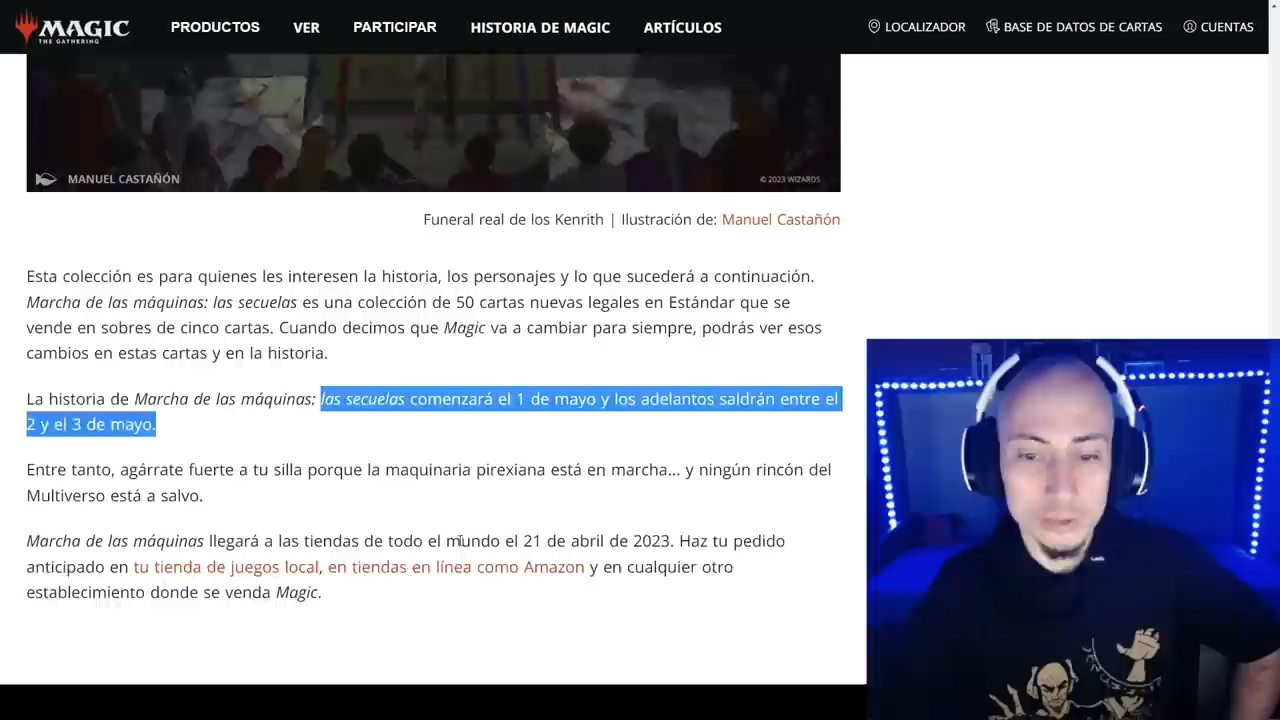 MAGIC
THE GATHERING
PRODUCTOS
VER
PARTICIPAR
HISTORIA DE MAGIC
ARTÍCULOS
LOCALIZADOR
BASE DE DATOS DE CARTAS
CUENTAS
MANUEL CASTAÑÓN
© 2023 WIZARDS
Funeral real de los Kenrith | Ilustración de: Manuel Castañón
Esta colección es para quienes les interesen la historia, los personajes y lo que sucederá a continuación.
Marcha de las máquinas: las secuelas es una colección de 50 cartas nuevas legales en Estándar que se
vende en sobres de cinco cartas. Cuando decimos que Magic va a cambiar para siempre, podrás ver esos
cambios en estas cartas y en la historia.
La historia de Marcha de las máquinas: las secuelas comenzará el 1 de mayo y los adelantos saldrán entre el
2 y el 3 de mayo.
Entre tanto, agárrate fuerte a tu silla porque la maquinaria pirexiana está en marcha... y ningún rincón del
Multiverso está a salvo.
Marcha de las máquinas llegará a las tiendas de todo el mundo el 21 de abril de 2023. Haz tu pedido
anticipado en tu tienda de juegos local, en tiendas en línea como Amazon y en cualquier otro
establecimiento donde se venda Magic.